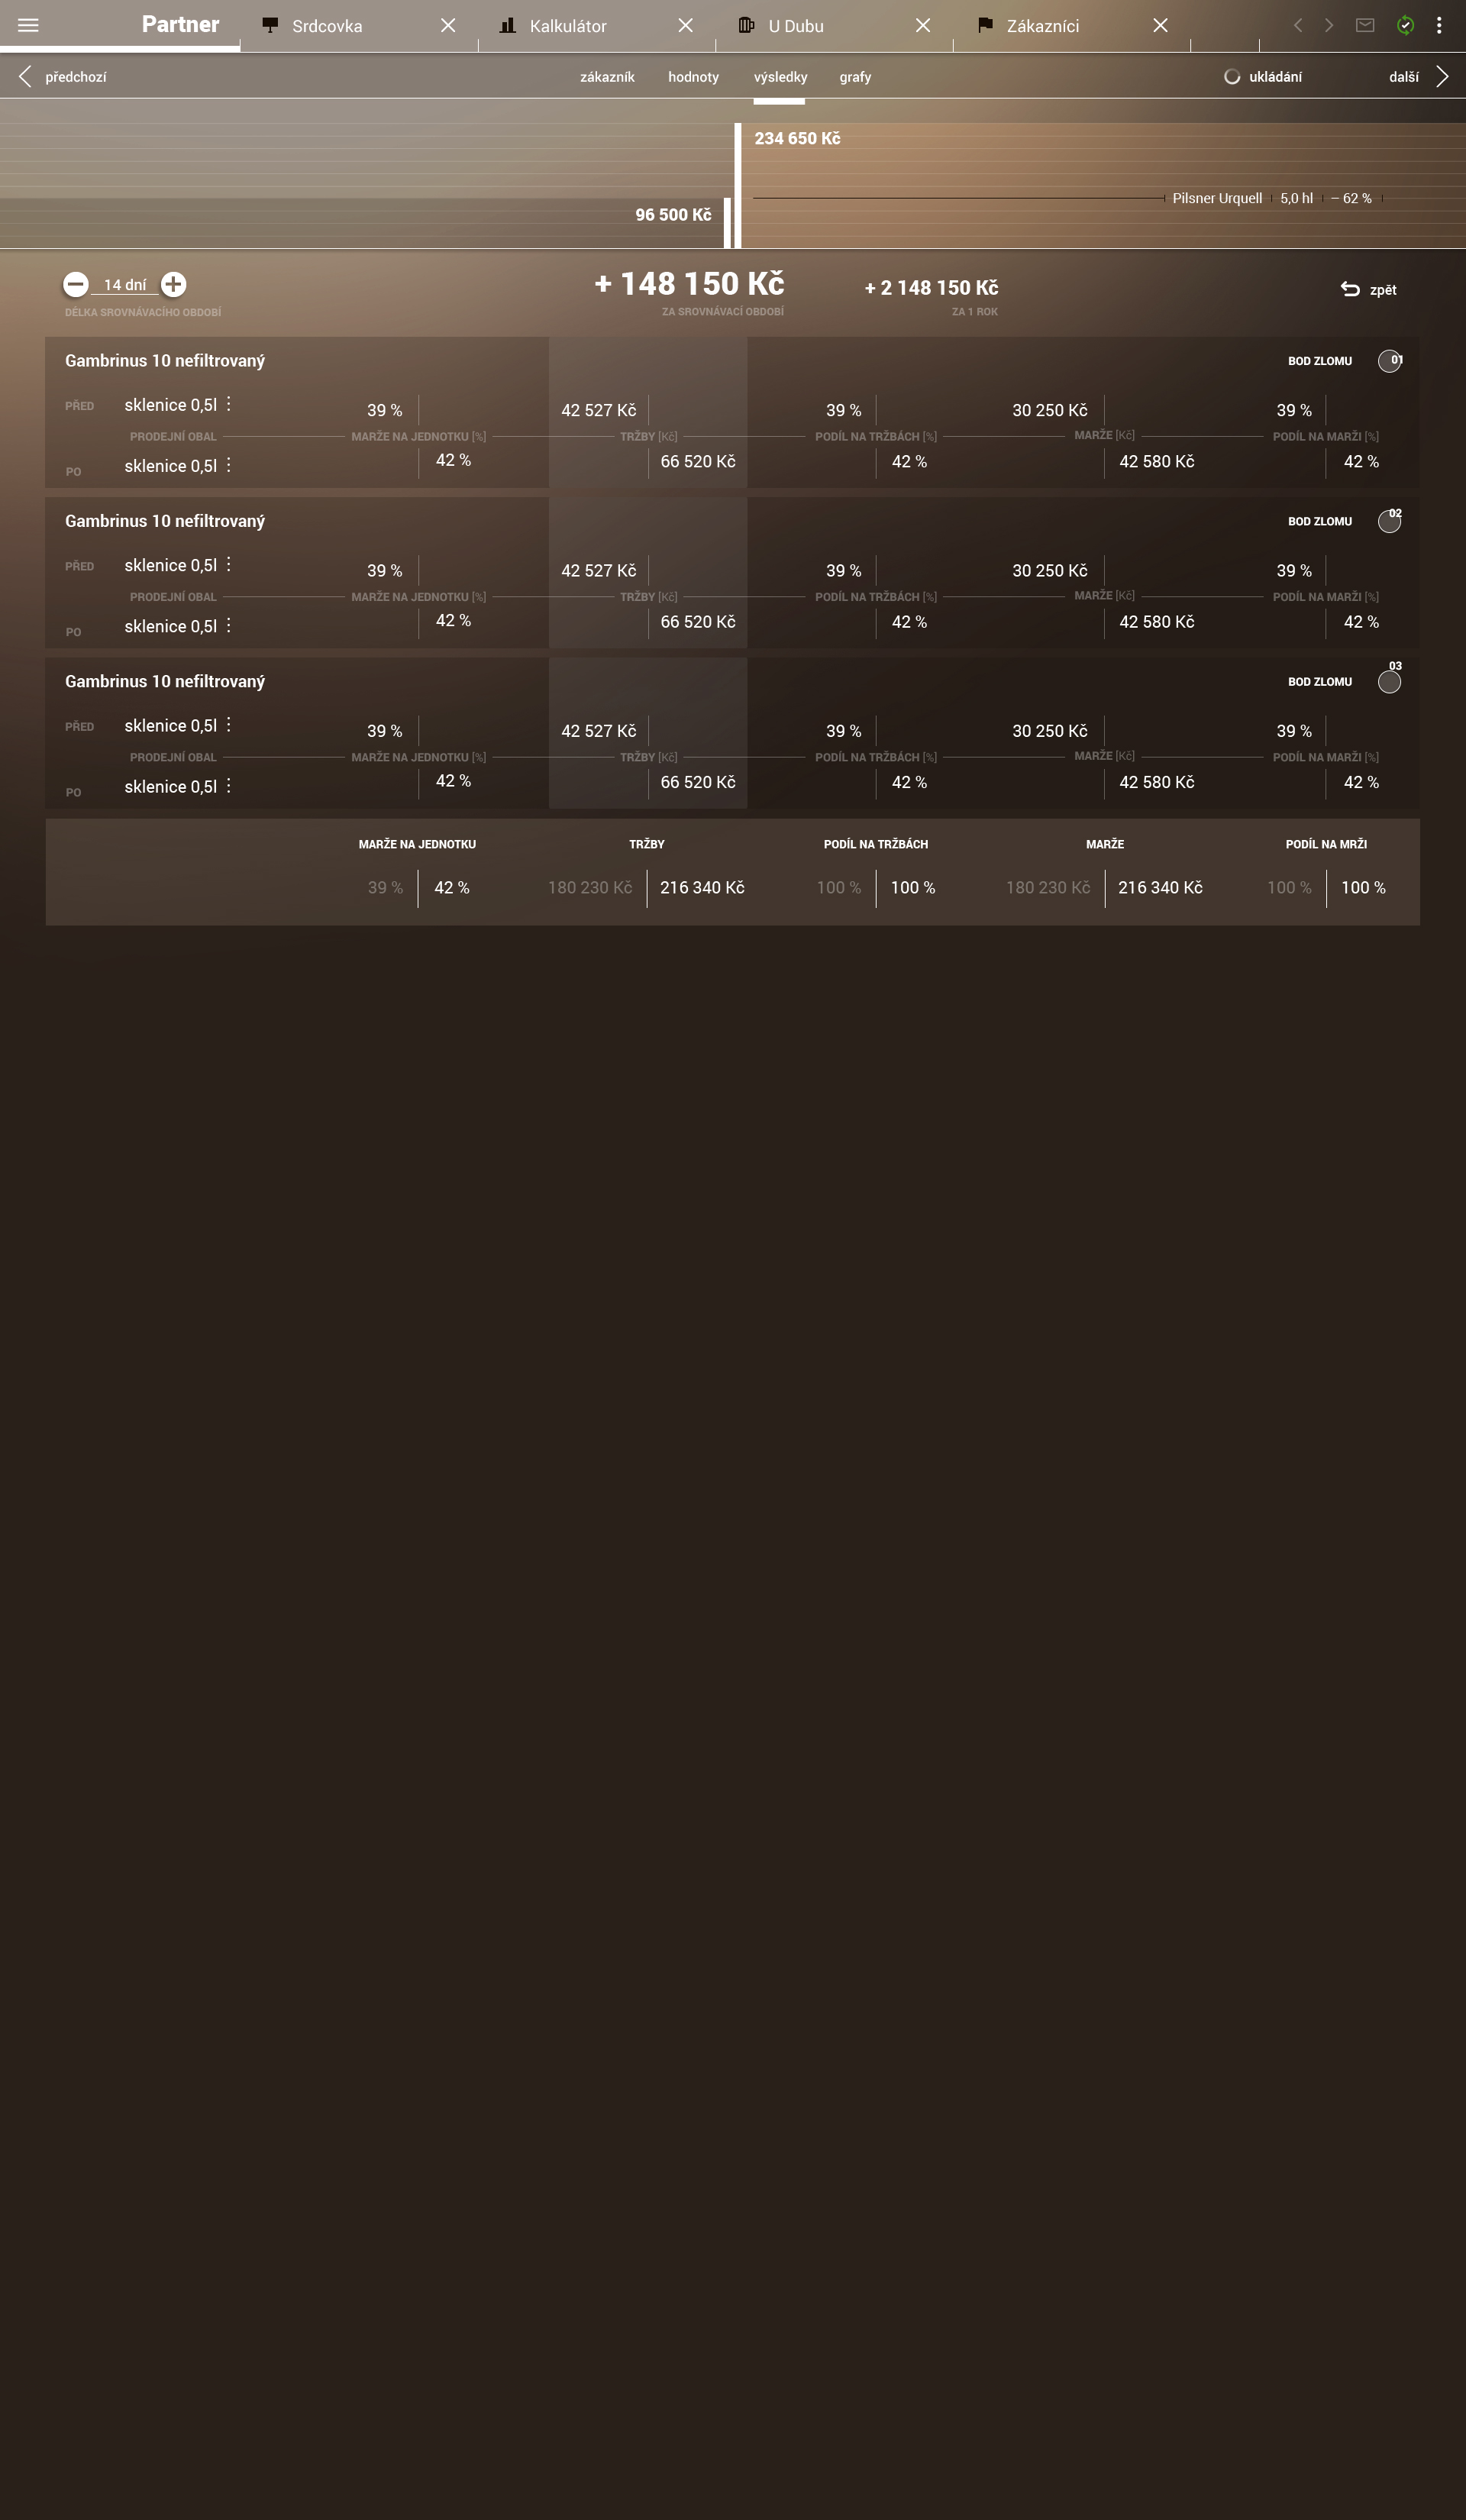 Partner Srdcovka Kalkulátor U Dubu Zákazníci
předchozí zákazník hodnoty výsledky grafy ukládání další
234 650 Kč
Pilsner Urquell 5,0 hl – 62 %
96 500 Kč
14 dní + 148 150 Kč + 2 148 150 Kč zpět
DÉLKA SROVNÁVACÍHO OBDOBÍ ZA SROVNÁVACÍ OBDOBÍ ZA 1 ROK
Gambrinus 10 nefiltrovaný BOD ZLOMU 01
PŘED sklenice 0,5l 39 % 42 527 Kč 39 % 30 250 Kč 39 %
PRODEJNÍ OBAL MARŽE NA JEDNOTKU [%] TRŽBY [Kč] PODÍL NA TRŽBÁCH [%] MARŽE [Kč] PODÍL NA MARŽI [%]
PO sklenice 0,5l 42 % 66 520 Kč 42 % 42 580 Kč 42 %
Gambrinus 10 nefiltrovaný BOD ZLOMU 02
PŘED sklenice 0,5l 39 % 42 527 Kč 39 % 30 250 Kč 39 %
PRODEJNÍ OBAL MARŽE NA JEDNOTKU [%] TRŽBY [Kč] PODÍL NA TRŽBÁCH [%] MARŽE [Kč] PODÍL NA MARŽI [%]
PO sklenice 0,5l 42 % 66 520 Kč 42 % 42 580 Kč 42 %
Gambrinus 10 nefiltrovaný BOD ZLOMU 03
PŘED sklenice 0,5l 39 % 42 527 Kč 39 % 30 250 Kč 39 %
PRODEJNÍ OBAL MARŽE NA JEDNOTKU [%] TRŽBY [Kč] PODÍL NA TRŽBÁCH [%] MARŽE [Kč] PODÍL NA MARŽI [%]
PO sklenice 0,5l 42 % 66 520 Kč 42 % 42 580 Kč 42 %
MARŽE NA JEDNOTKU TRŽBY PODÍL NA TRŽBÁCH MARŽE PODÍL NA MRŽI
39 % 42 % 180 230 Kč 216 340 Kč 100 % 100 % 180 230 Kč 216 340 Kč 100 % 100 %